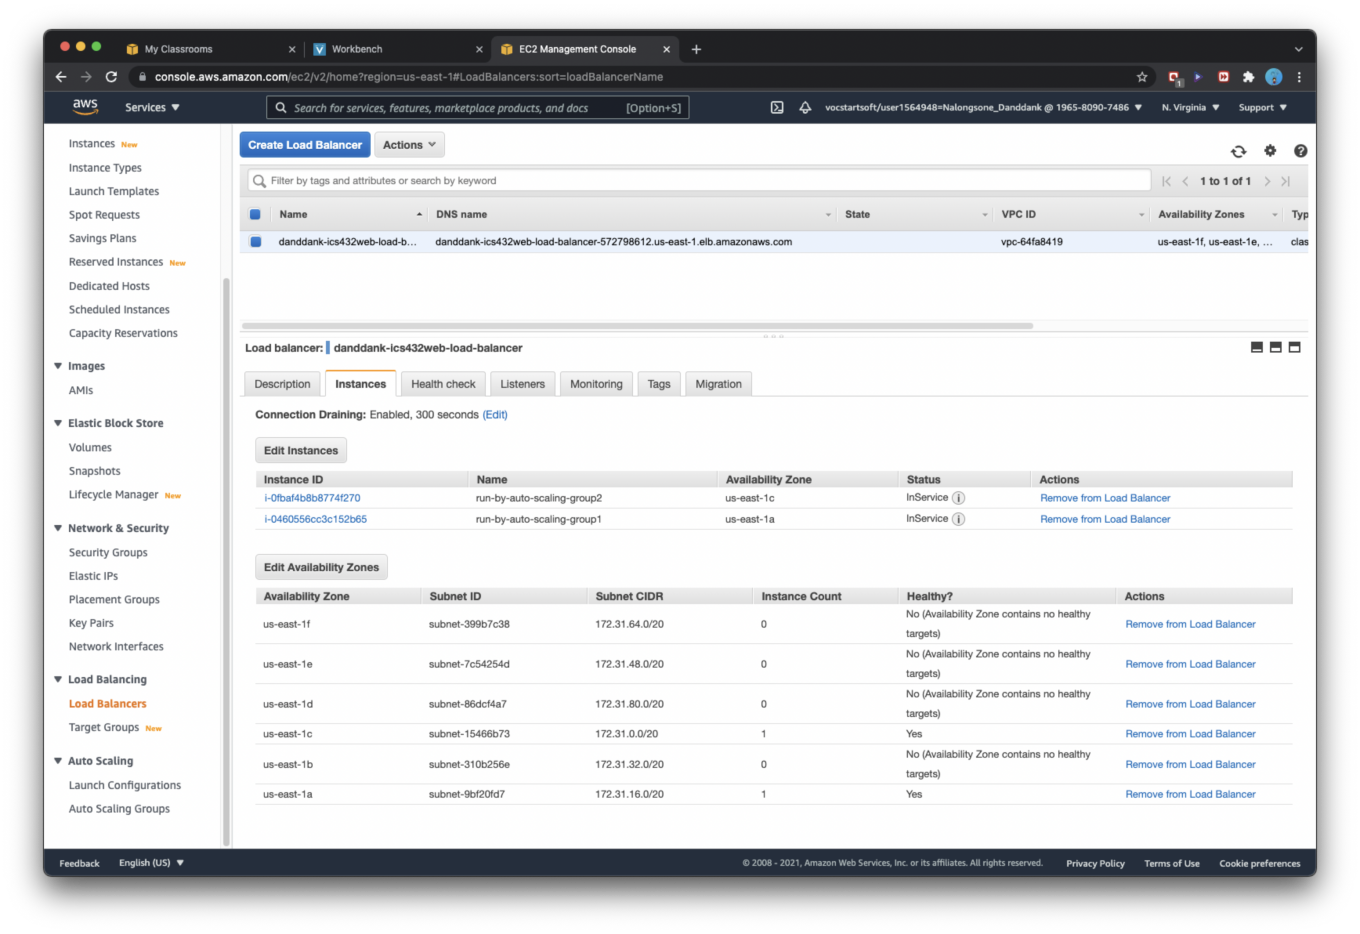 My Classrooms
Workbench
EC2 Management Console
console.aws.amazon.com/ec2/v2/home?region=us-east-1#LoadBalancers:sort=loadBalancerName
1
aws
Services
Search for services, features, marketplace products, and docs [Option+S]
vocstartsoft/user1564948=Nalongsone_Danddank @ 1965-8090-7486
N. Virginia
Support
Instances New
Instance Types
Launch Templates
Spot Requests
Savings Plans
Reserved Instances New
Dedicated Hosts
Scheduled Instances
Capacity Reservations
Images
AMIs
Elastic Block Store
Volumes
Snapshots
Lifecycle Manager New
Network & Security
Security Groups
Elastic IPs
Placement Groups
Key Pairs
Network Interfaces
Load Balancing
Load Balancers
Target Groups New
Auto Scaling
Launch Configurations
Auto Scaling Groups
Create Load Balancer
Actions
Filter by tags and attributes or search by keyword
1 to 1 of 1
Name DNS name State VPC ID Availability Zones Typ
danddank-ics432web-load-b... danddank-ics432web-load-balancer-572798612.us-east-1.elb.amazonaws.com vpc-64fa8419 us-east-1f, us-east-1e, ... clas
Load balancer: danddank-ics432web-load-balancer
Description Instances Health check Listeners Monitoring Tags Migration
Connection Draining: Enabled, 300 seconds (Edit)
Edit Instances
Instance ID Name Availability Zone Status Actions
i-0fbaf4b8b8774f270 run-by-auto-scaling-group2 us-east-1c InService Remove from Load Balancer
i-0460556cc3c152b65 run-by-auto-scaling-group1 us-east-1a InService Remove from Load Balancer
Edit Availability Zones
Availability Zone Subnet ID Subnet CIDR Instance Count Healthy? Actions
us-east-1f subnet-399b7c38 172.31.64.0/20 0 No (Availability Zone contains no healthy
targets) Remove from Load Balancer
us-east-1e subnet-7c54254d 172.31.48.0/20 0 No (Availability Zone contains no healthy
targets) Remove from Load Balancer
us-east-1d subnet-86dcf4a7 172.31.80.0/20 0 No (Availability Zone contains no healthy
targets) Remove from Load Balancer
us-east-1c subnet-15466b73 172.31.0.0/20 1 Yes Remove from Load Balancer
us-east-1b subnet-310b256e 172.31.32.0/20 0 No (Availability Zone contains no healthy
targets) Remove from Load Balancer
us-east-1a subnet-9bf20fd7 172.31.16.0/20 1 Yes Remove from Load Balancer
Feedback English (US) © 2008 - 2021, Amazon Web Services, Inc. or its affiliates. All rights reserved. Privacy Policy Terms of Use Cookie preferences